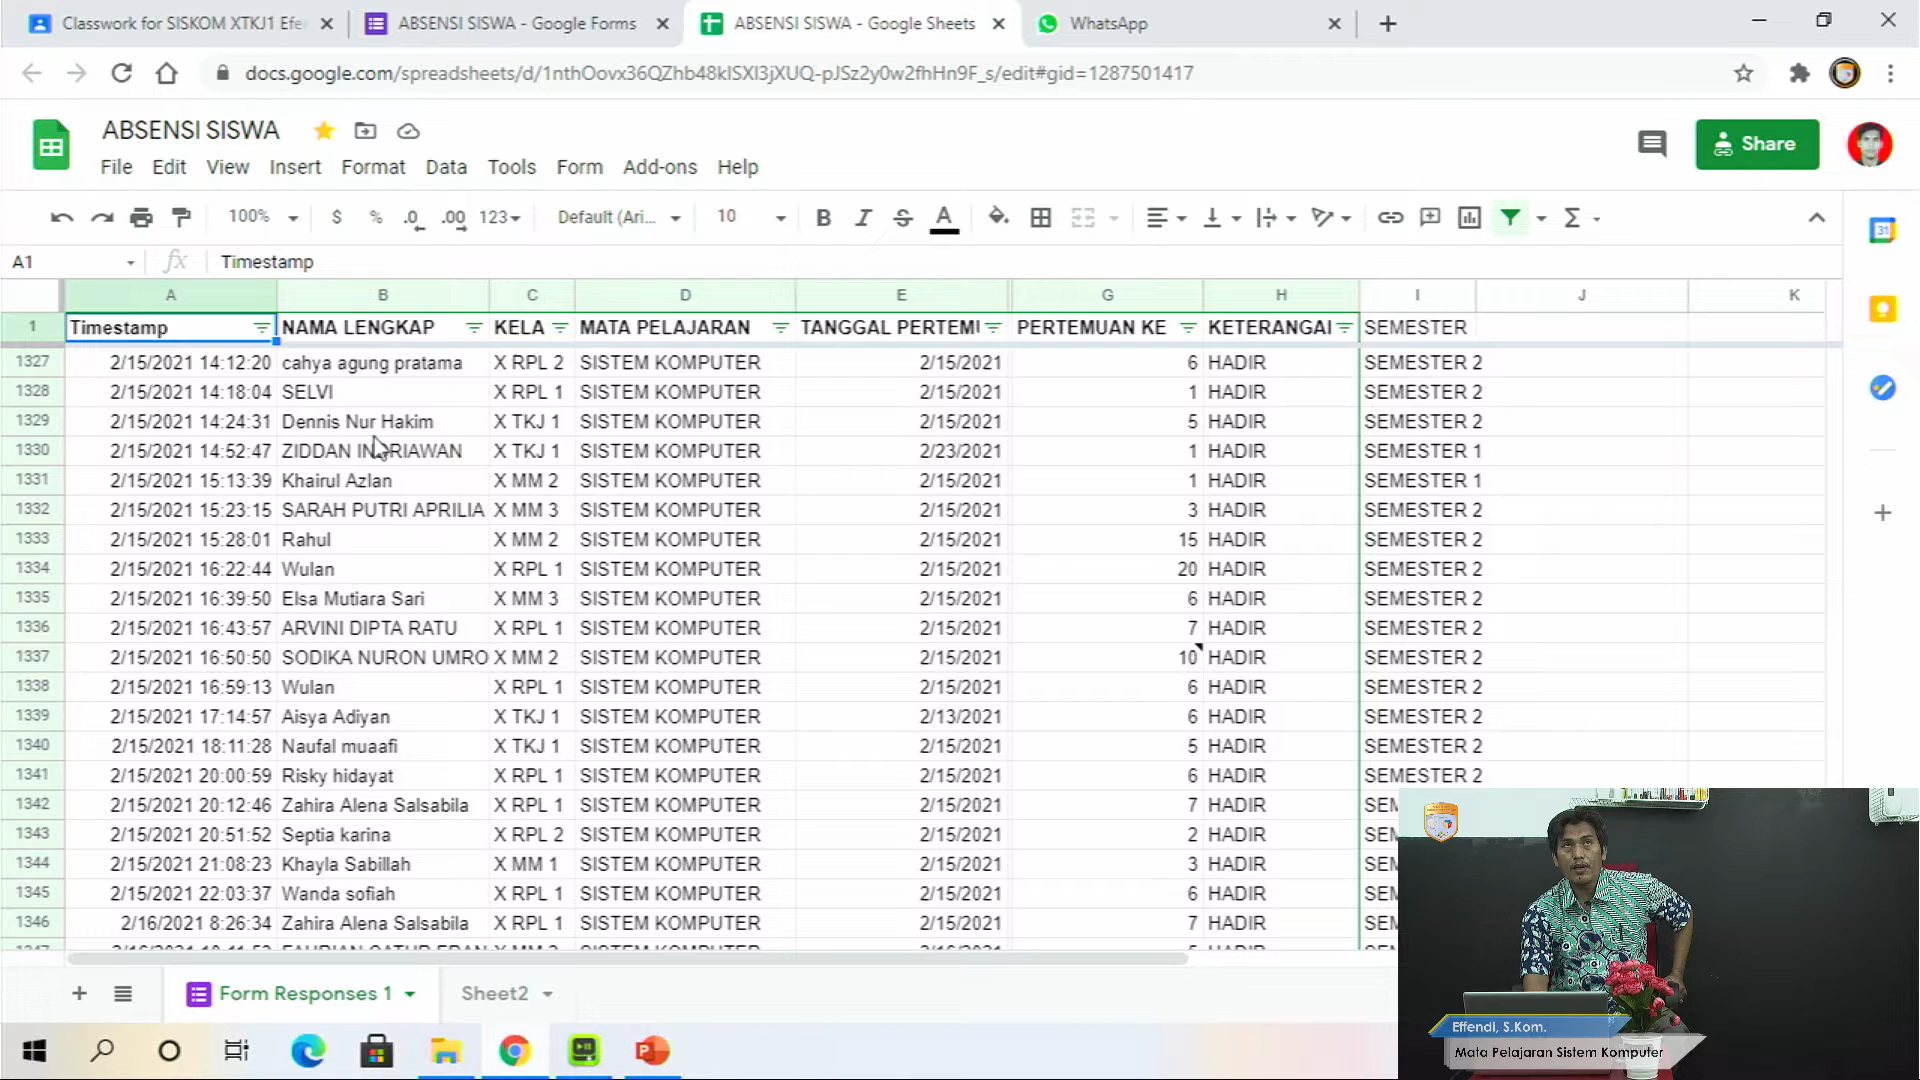 Classwork for SISKOM XTKJ1 Efe
ABSENSI SISWA - Google Forms
ABSENSI SISWA - Google Sheets
WhatsApp
docs.google.com/spreadsheets/d/1nthOovx36QZhb48kISXI3jXUQ-pJSz2y0w2fhHn9F_s/edit#gid=1287501417
ABSENSI SISWA
Share
File Edit View Insert Format Data Tools Form Add-ons Help
100% $ % .0 .00 123 Default (Ari... 10 B I S A Σ
A1 fx Timestamp
A B C D E G H I J K
1 Timestamp NAMA LENGKAP KELA MATA PELAJARAN TANGGAL PERTEMU PERTEMUAN KE KETERANGAI SEMESTER
1327 2/15/2021 14:12:20 cahya agung pratama X RPL 2 SISTEM KOMPUTER 2/15/2021 6 HADIR SEMESTER 2
1328 2/15/2021 14:18:04 SELVI X RPL 1 SISTEM KOMPUTER 2/15/2021 1 HADIR SEMESTER 2
1329 2/15/2021 14:24:31 Dennis Nur Hakim X TKJ 1 SISTEM KOMPUTER 2/15/2021 5 HADIR SEMESTER 2
1330 2/15/2021 14:52:47 ZIDDAN X TKJ 1 SISTEM KOMPUTER 2/23/2021 1 HADIR SEMESTER 1
1331 2/15/2021 15:13:39 Khairul Azlan X MM 2 SISTEM KOMPUTER 2/15/2021 1 HADIR SEMESTER 1
1332 2/15/2021 15:23:15 SARAH PUTRI APRILIA X MM 3 SISTEM KOMPUTER 2/15/2021 3 HADIR SEMESTER 2
1333 2/15/2021 15:28:01 Rahul X MM 2 SISTEM KOMPUTER 2/15/2021 15 HADIR SEMESTER 2
1334 2/15/2021 16:22:44 Wulan X RPL 1 SISTEM KOMPUTER 2/15/2021 20 HADIR SEMESTER 2
1335 2/15/2021 16:39:50 Elsa Mutiara Sari X MM 3 SISTEM KOMPUTER 2/15/2021 6 HADIR SEMESTER 2
1336 2/15/2021 16:43:57 ARVINI DIPTA RATU X RPL 1 SISTEM KOMPUTER 2/15/2021 7 HADIR SEMESTER 2
1337 2/15/2021 16:50:50 SODIKA NURON UMRO X MM 2 SISTEM KOMPUTER 2/15/2021 10 HADIR SEMESTER 2
1338 2/15/2021 16:59:13 Wulan X RPL 1 SISTEM KOMPUTER 2/15/2021 6 HADIR SEMESTER 2
1339 2/15/2021 17:14:57 Aisya Adiyan X TKJ 1 SISTEM KOMPUTER 2/13/2021 6 HADIR SEMESTER 2
1340 2/15/2021 18:11:28 Naufal muaafi X TKJ 1 SISTEM KOMPUTER 2/15/2021 5 HADIR SEMESTER 2
1341 2/15/2021 20:00:59 Risky hidayat X RPL 1 SISTEM KOMPUTER 2/15/2021 6 HADIR SEMESTER 2
1342 2/15/2021 20:12:46 Zahira Alena Salsabila X RPL 1 SISTEM KOMPUTER 2/15/2021 7 HADIR SEM
1343 2/15/2021 20:51:52 Septia karina X RPL 2 SISTEM KOMPUTER 2/15/2021 2 HADIR SEM
1344 2/15/2021 21:08:23 Khayla Sabillah X MM 1 SISTEM KOMPUTER 2/15/2021 3 HADIR SEM
1345 2/15/2021 22:03:37 Wanda sofiah X RPL 1 SISTEM KOMPUTER 2/15/2021 6 HADIR SEM
1346 2/16/2021 8:26:34 Zahira Alena Salsabila X RPL 1 SISTEM KOMPUTER 2/15/2021 7 HADIR SEM
Form Responses 1 Sheet2
Effendi, S.Kom.
Mata Pelajaran Sistem Komputer